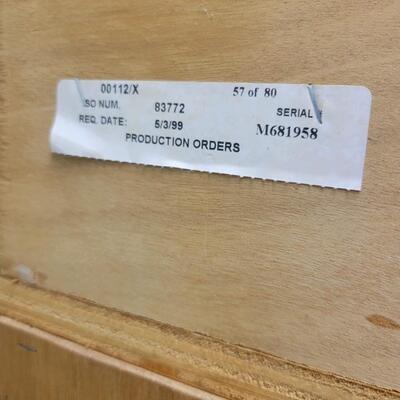 00112/X 57 of 80
SO NUM. 83772 SERIAL #
REQ. DATE: 5/3/99 M681958
PRODUCTION ORDERS